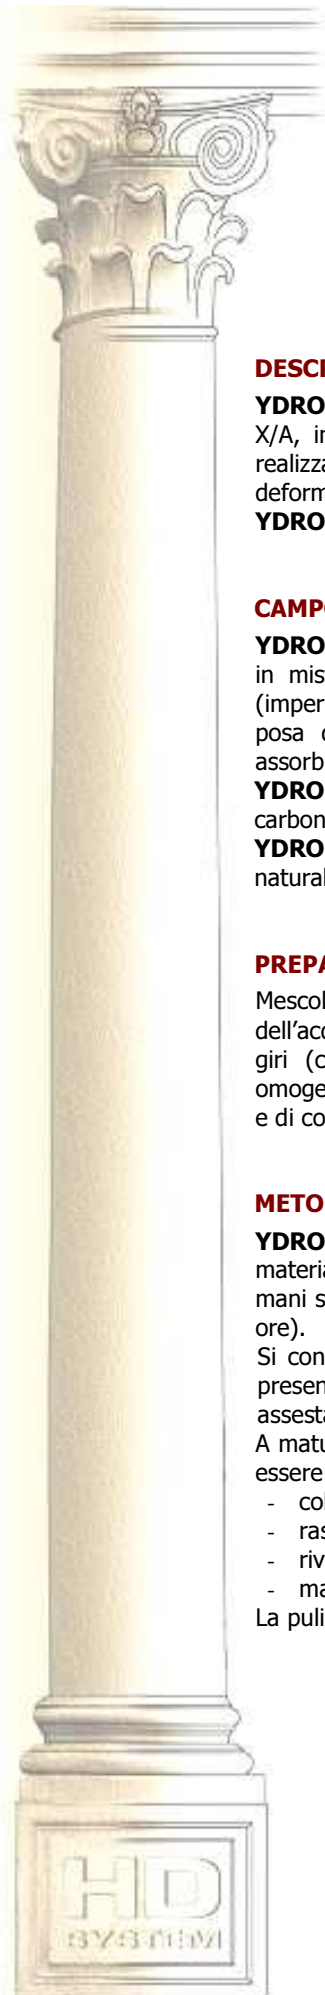 DESC
YDRO
X/A, in
realizza
deform
YDRO
CAMP
YDRO
in mis
(imper
posa
assorb
YDRO
carbon
YDRO
natural
PREPA
Mescol
dell'acc
giri (c
omoge
e di co
METO
YDRO
materia
mani s
ore).
Si con
presen
assesta
A matu
essere
- col
- ras
- riv
- ma
La puli
HD
SYSTEM